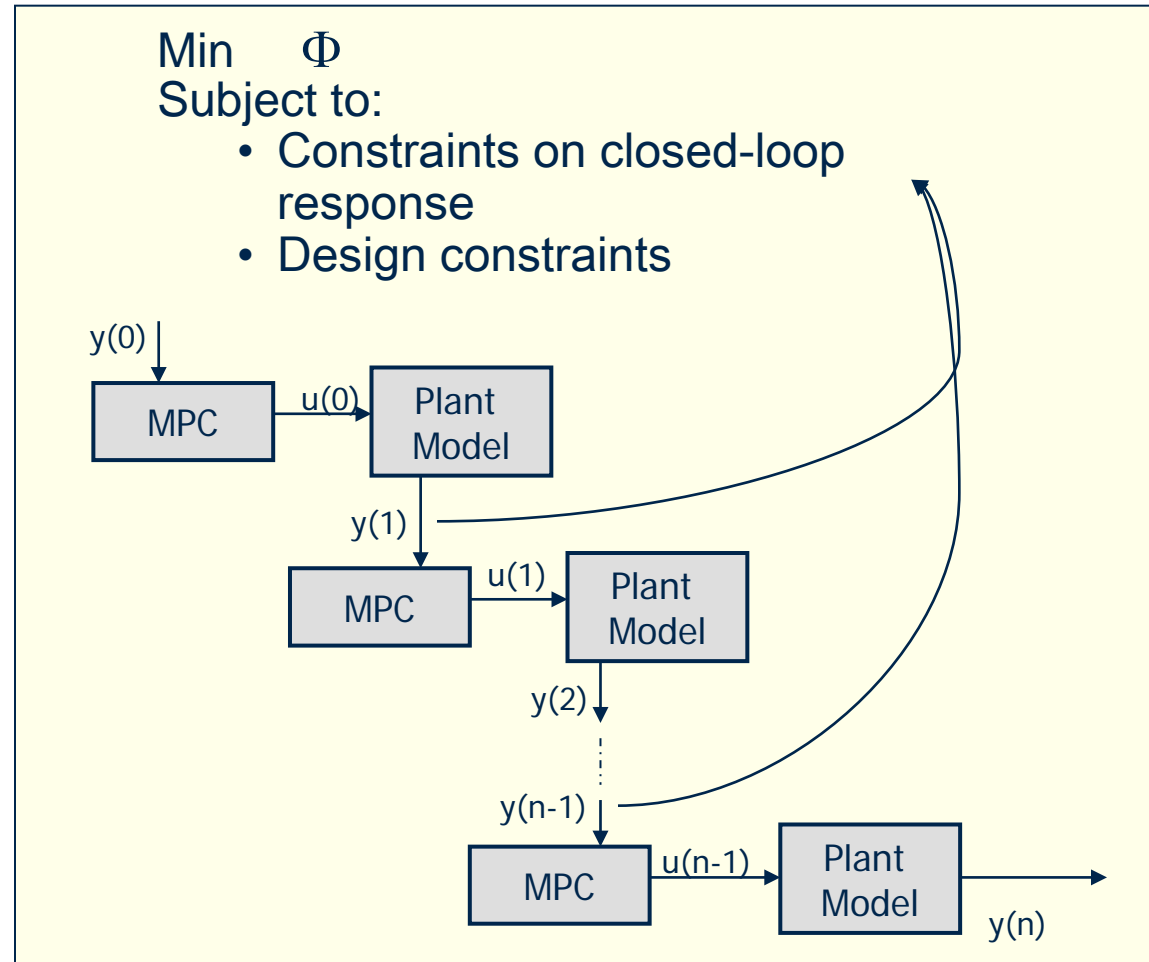 Min Φ
Subject to:
• Constraints on closed-loop
response
• Design constraints
y(0)
MPC
u(0)
Plant
Model
y(1)
MPC
u(1)
Plant
Model
y(2)
y(n-1)
MPC
u(n-1)
Plant
Model
y(n)